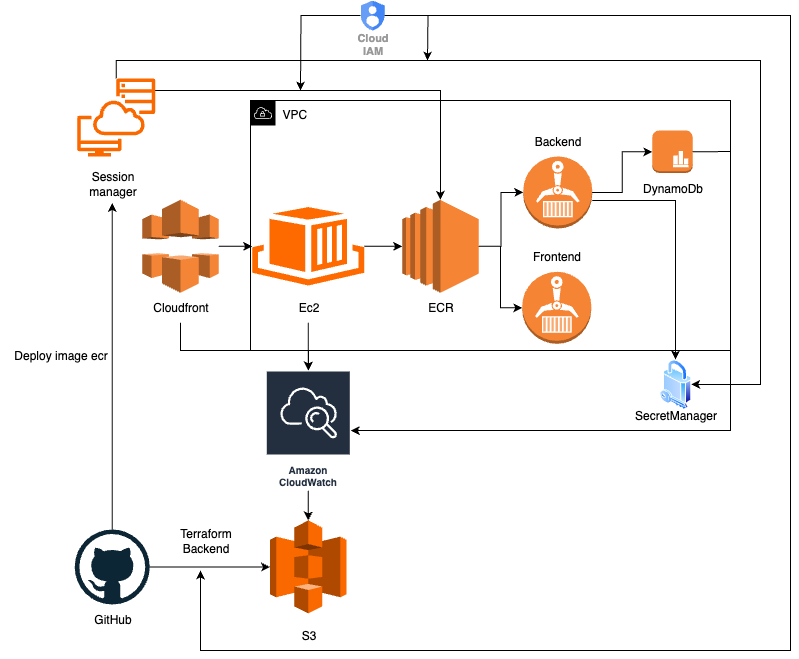 Cloud
IAM
VPC
Backend
DynamoDb
Session
manager
Frontend
Cloudfront
Ec2
ECR
Deploy image ecr
SecretManager
Amazon
CloudWatch
Terraform
Backend
GitHub
S3